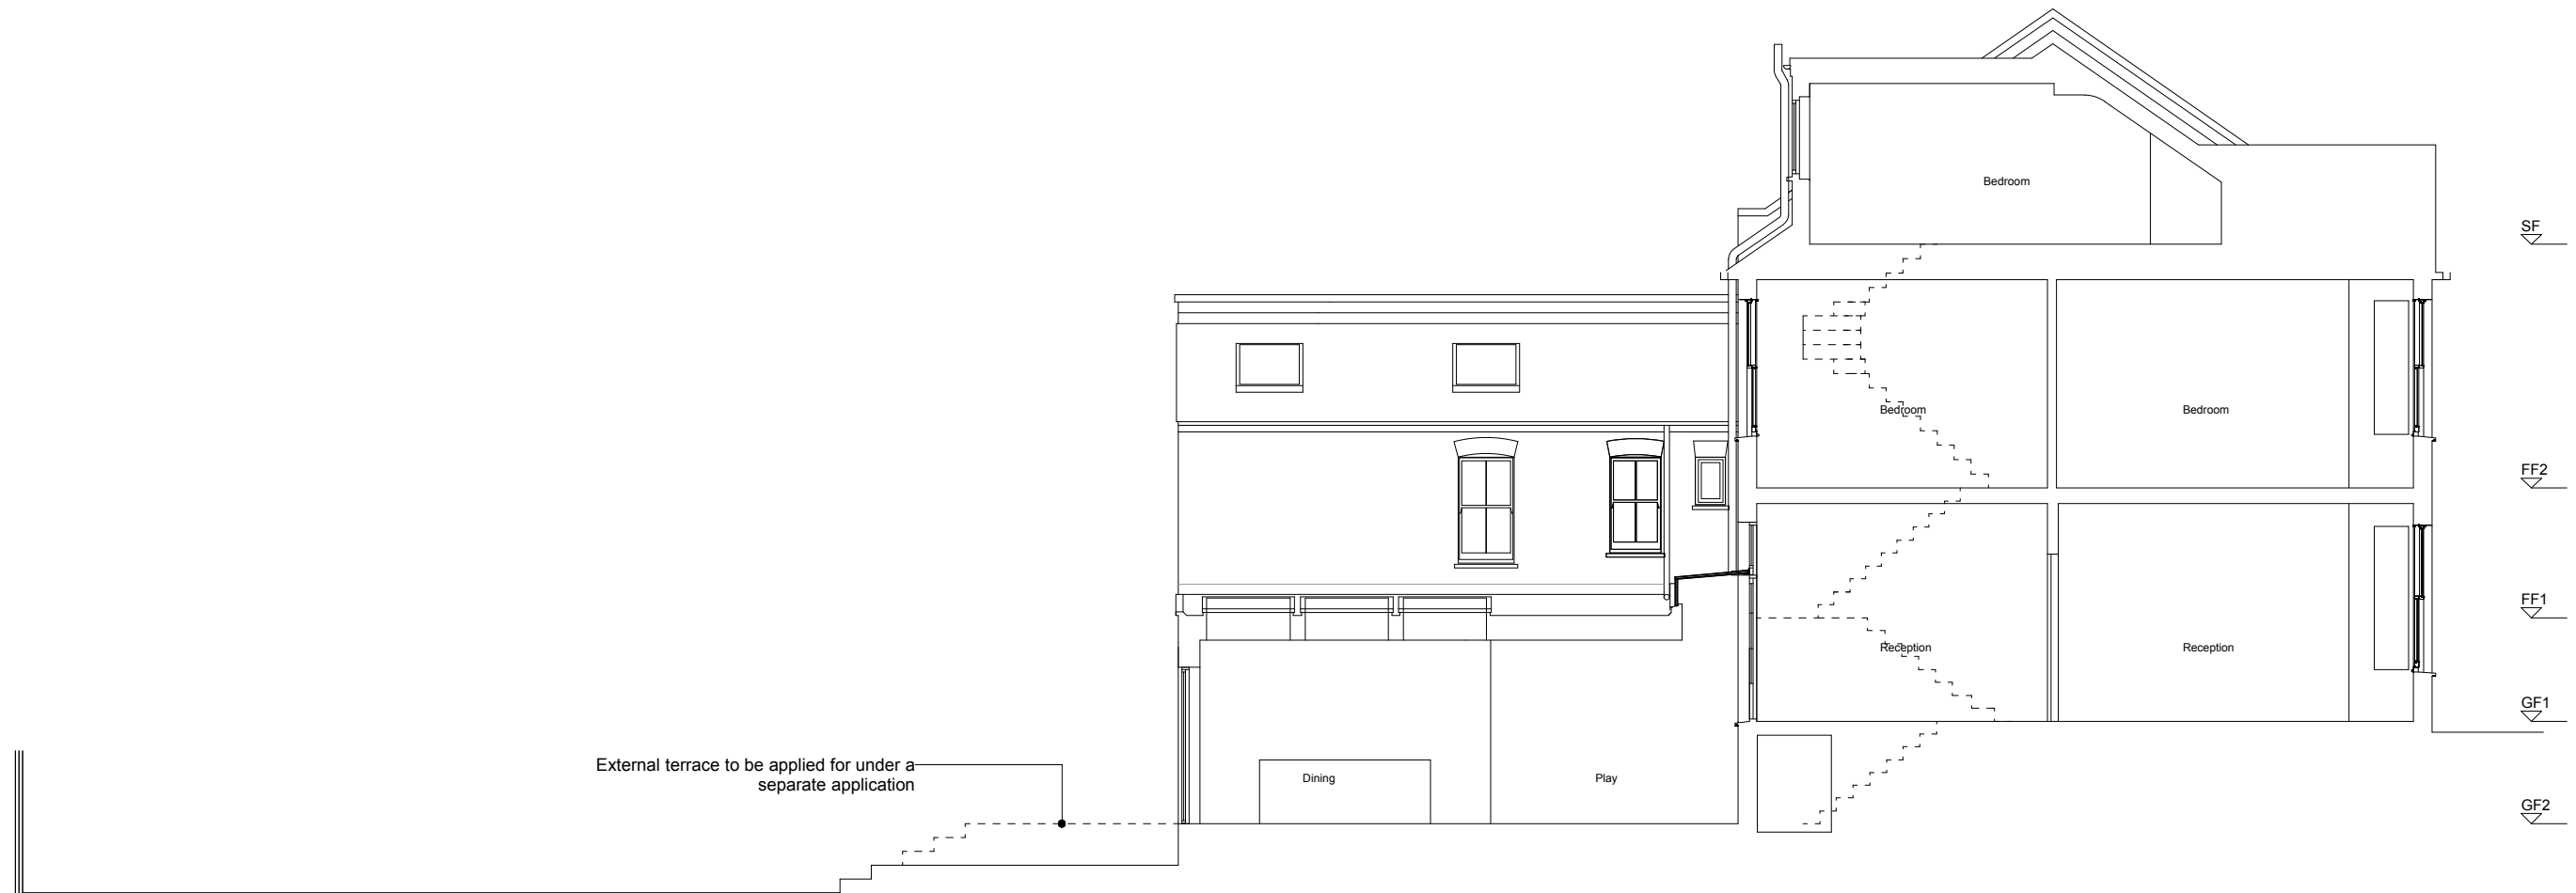 Bedroom
SF
Bedroom
Bedroom
FF2
FF1
Reception
Reception
GF1
External terrace to be applied for under a
separate application
Dining
Play
GF2